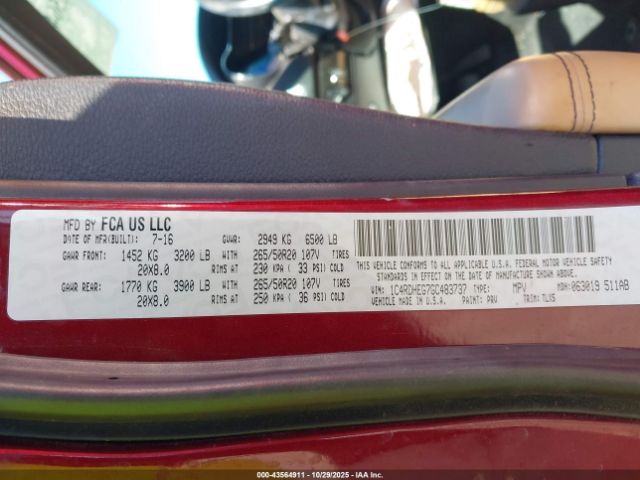 MFD BY FCA US LLC
DATE OF MFR(BUILT): 7-16 GVWR: 2949 KG 6500 LB
GAWR FRONT: 1452 KG 3200 LB WITH 265/50R20 107V TIRES
20X8.0 RIMS AT 230 KPA ( 33 PSI) COLD
GAWR REAR: 1770 KG 3900 LB WITH 265/50R20 107V TIRES
20X8.0 RIMS AT 250 KPA ( 36 PSI) COLD
THIS VEHICLE CONFORMS TO ALL APPLICABLE U.S.A. FEDERAL MOTOR VEHICLE SAFETY
STANDARDS IN EFFECT ON THE DATE OF MANUFACTURE SHOWN ABOVE.
VIN: 1C4RDHEG7GC483737 TYPE: MPV MDH: 063019 511AB
VEHICLE MADE IN U.S.A. PAINT: PRV TRIM: TLXS
000-43564911 - 10/29/2025 - IAA Inc.